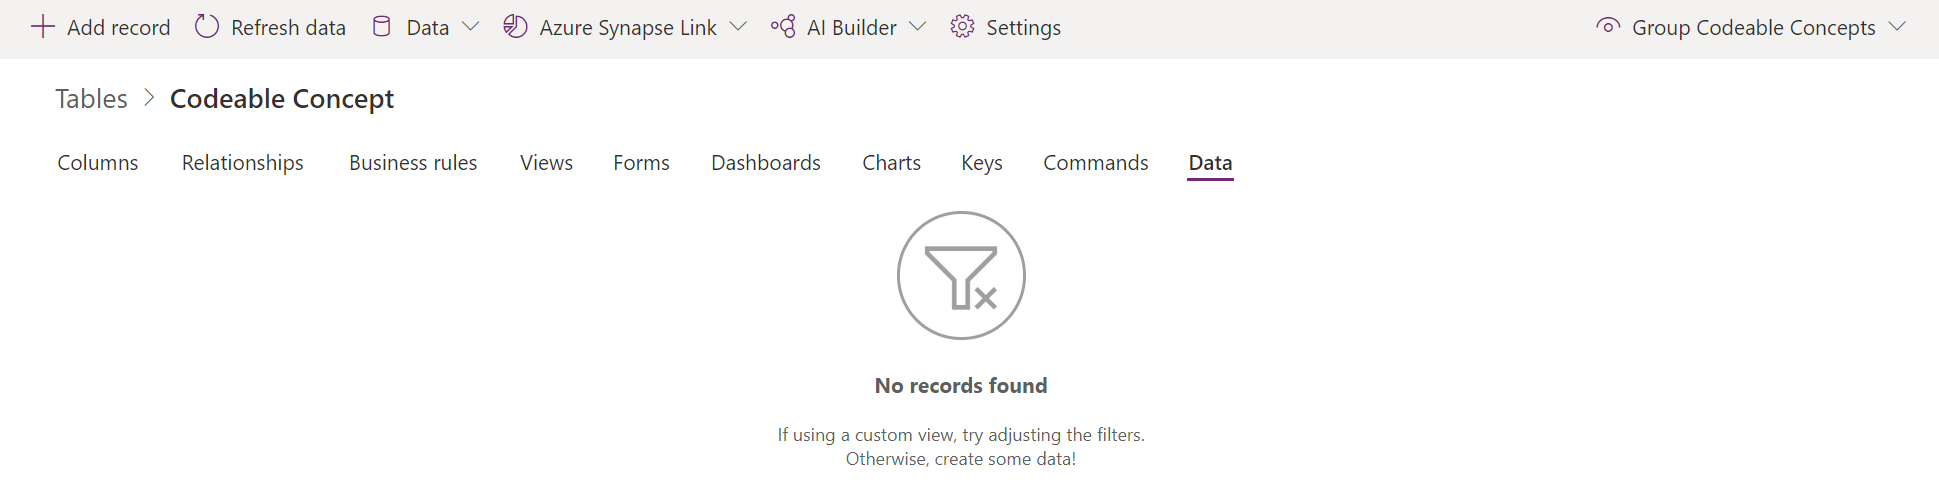 Add record Refresh data Data Azure Synapse Link AI Builder Settings Group Codeable Concepts
Tables > Codeable Concept
Columns Relationships Business rules Views Forms Dashboards Charts Keys Commands Data
No records found
If using a custom view, try adjusting the filters.
Otherwise, create some data!